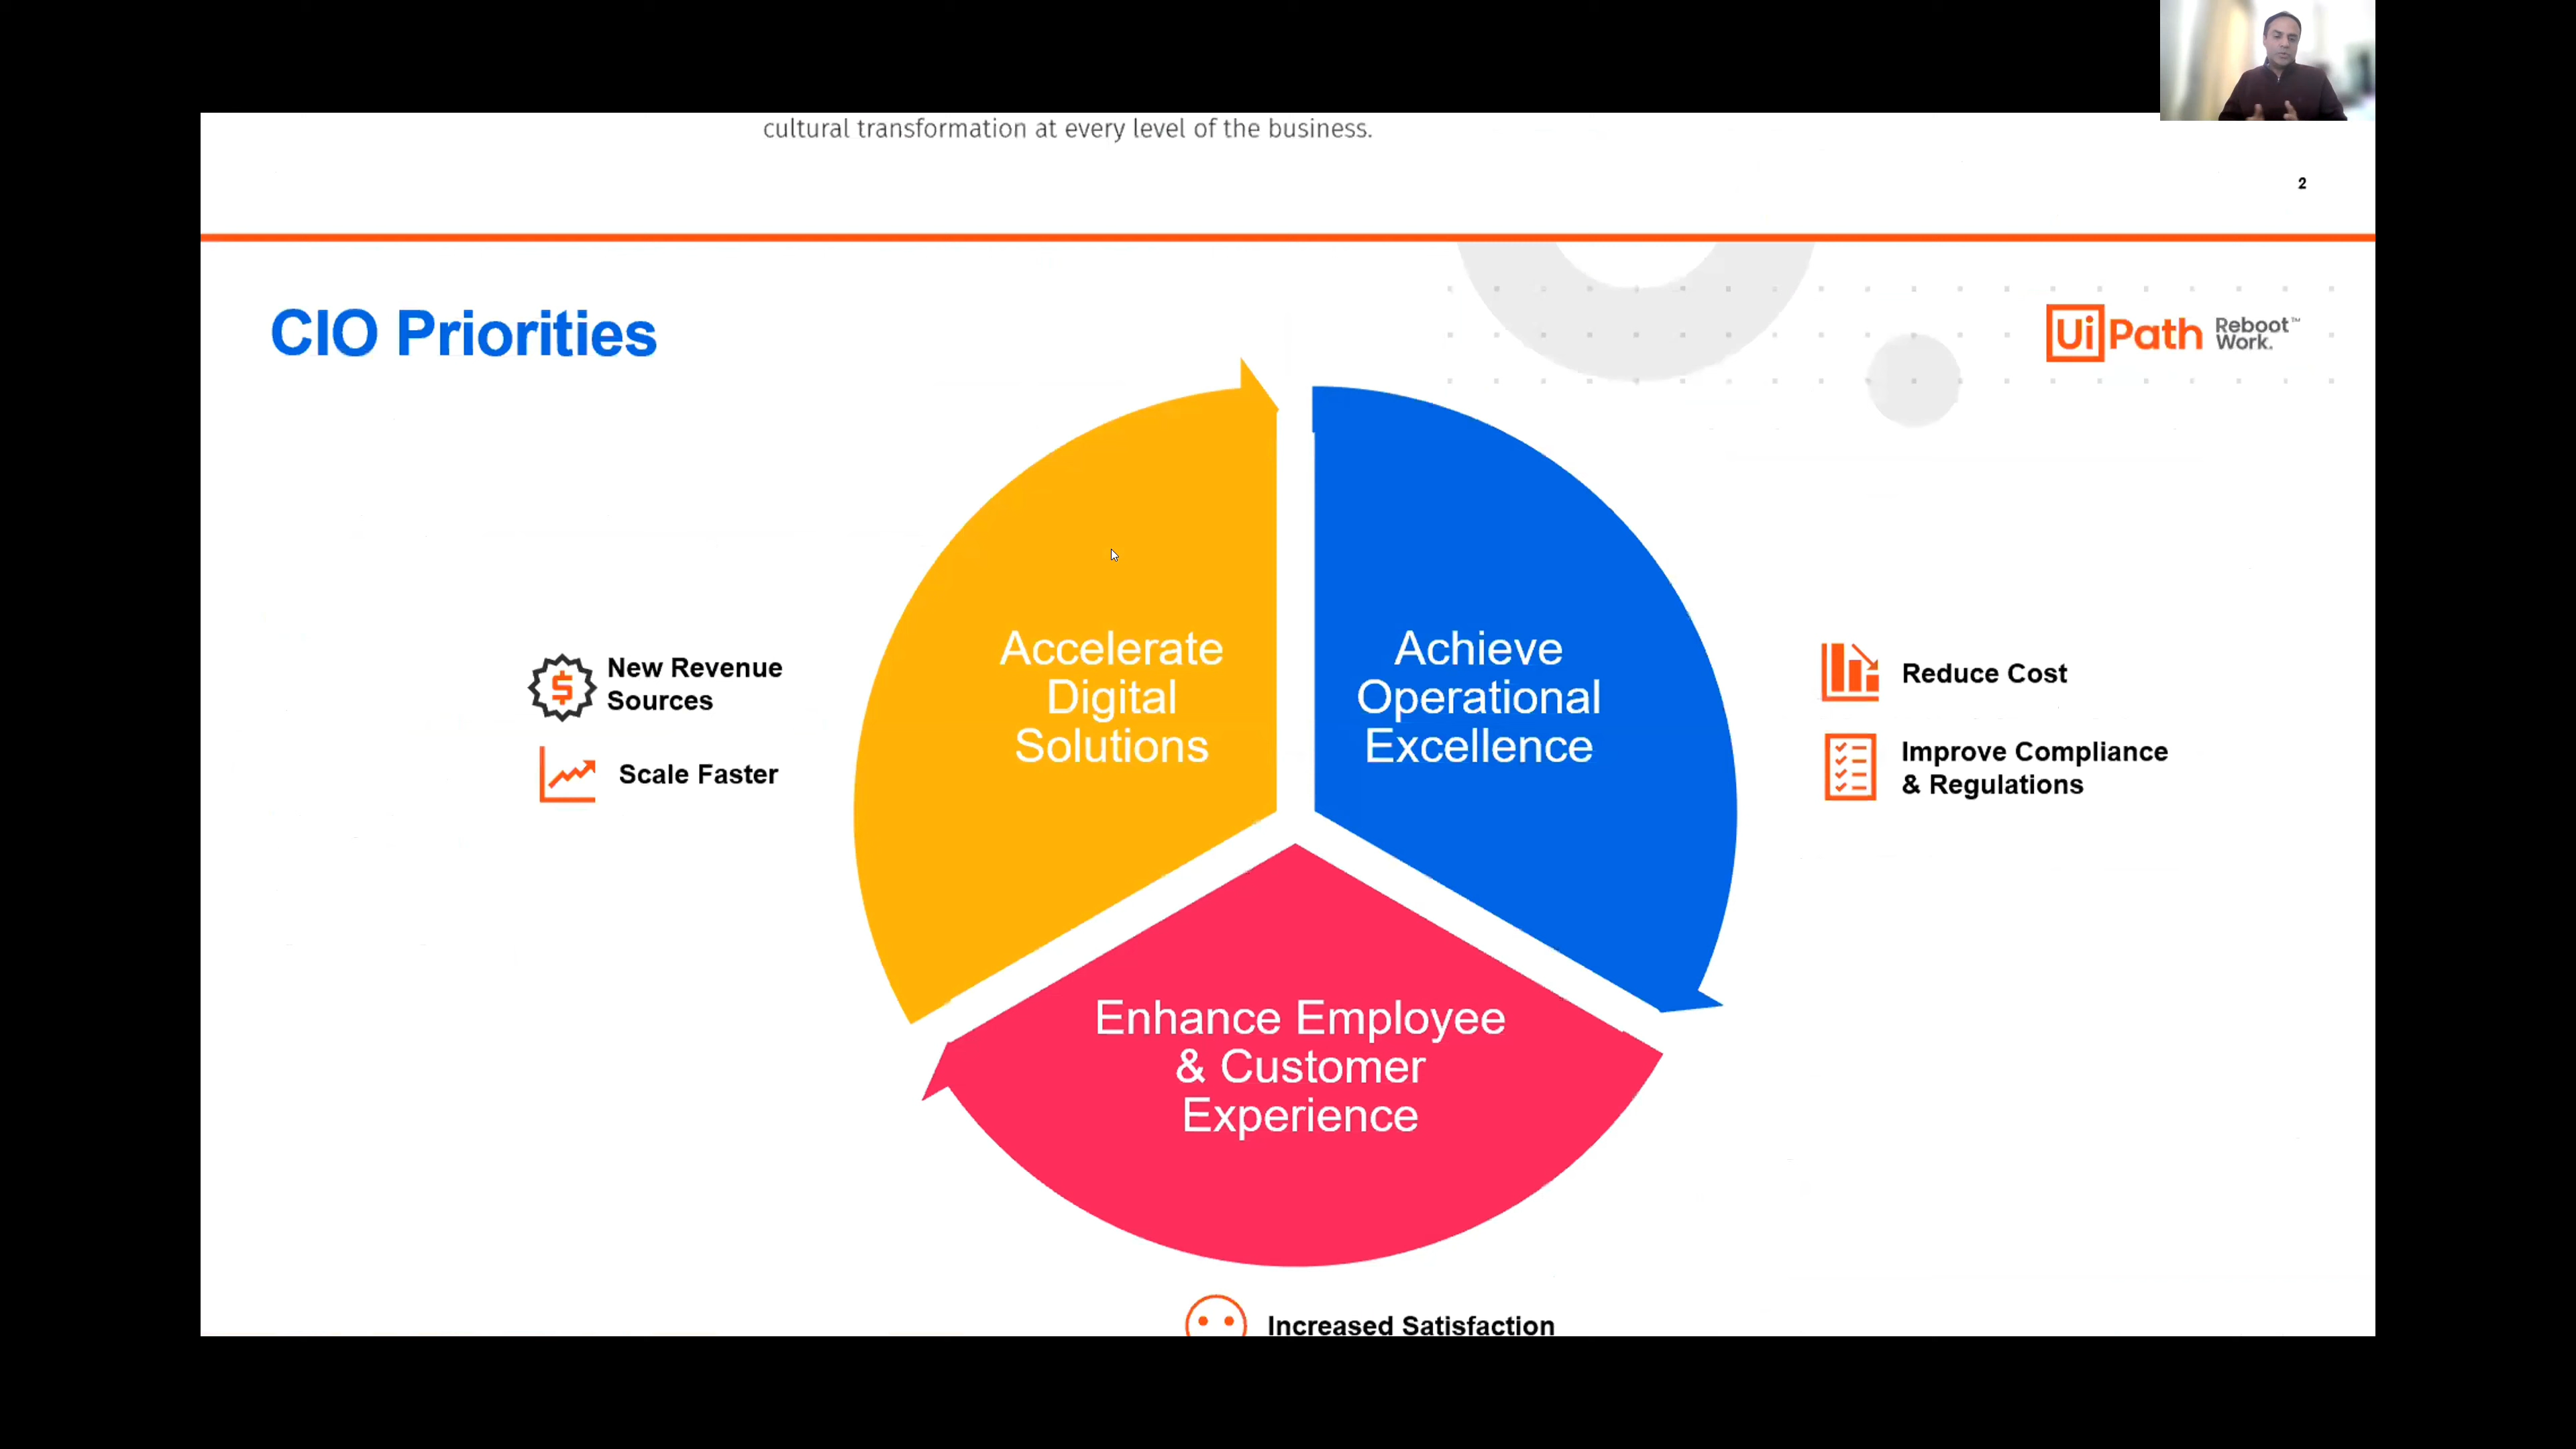 cultural transformation at every level of the business.
2
CIO Priorities
UiPath Reboot
Work.™
Accelerate
Digital
Solutions
Achieve
Operational
Excellence
New Revenue
Sources
Scale Faster
Reduce Cost
Improve Compliance
& Regulations
Enhance Employee
& Customer
Experience
Increased Satisfaction